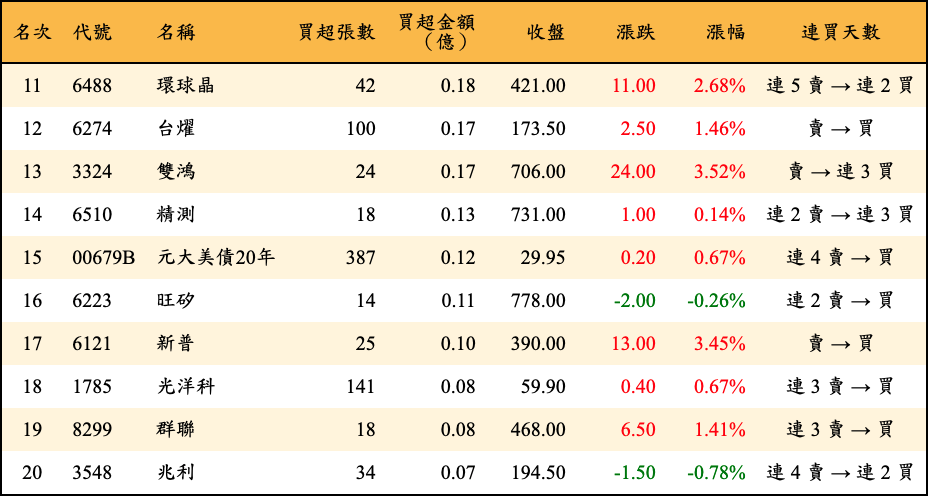 名次 代號 名稱 買超張數 買超金額（億） 收盤 漲跌 漲幅 連買天數
11 6488 環球晶 42 0.18 421.00 11.00 2.68% 連 5 賣 → 連 2 買
12 6274 台燿 100 0.17 173.50 2.50 1.46% 賣 → 買
13 3324 雙鴻 24 0.17 706.00 24.00 3.52% 賣 → 連 3 買
14 6510 精測 18 0.13 731.00 1.00 0.14% 連 2 賣 → 連 3 買
15 00679B 元大美債20年 387 0.12 29.95 0.20 0.67% 連 4 賣 → 買
16 6223 旺矽 14 0.11 778.00 -2.00 -0.26% 連 2 賣 → 買
17 6121 新普 25 0.10 390.00 13.00 3.45% 賣 → 買
18 1785 光洋科 141 0.08 59.90 0.40 0.67% 連 3 賣 → 買
19 8299 群聯 18 0.08 468.00 6.50 1.41% 連 3 賣 → 買
20 3548 兆利 34 0.07 194.50 -1.50 -0.78% 連 4 賣 → 連 2 買